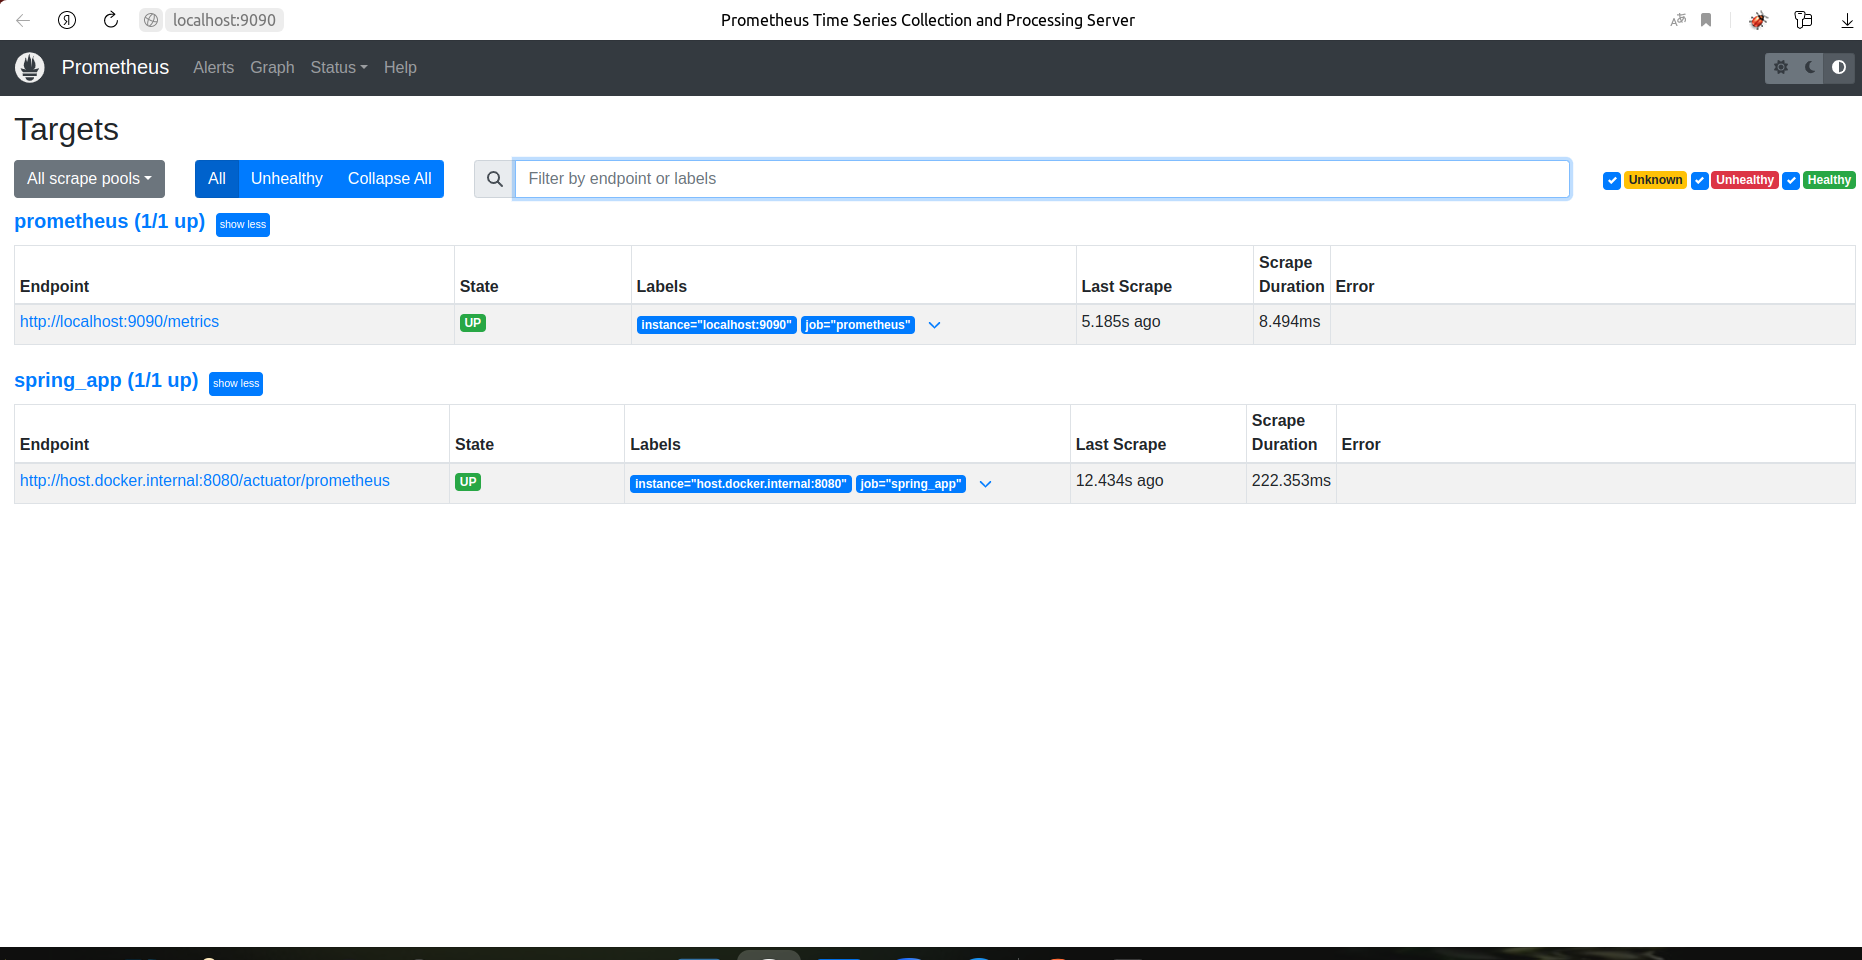 localhost:9090 Prometheus Time Series Collection and Processing Server
Prometheus Alerts Graph Status Help
Targets
All scrape pools All Unhealthy Collapse All Filter by endpoint or labels Unknown Unhealthy Healthy
prometheus (1/1 up) show less
Endpoint State Labels Last Scrape Scrape Duration Error
http://localhost:9090/metrics UP instance="localhost:9090" job="prometheus" 5.185s ago 8.494ms
spring_app (1/1 up) show less
Endpoint State Labels Last Scrape Scrape Duration Error
http://host.docker.internal:8080/actuator/prometheus UP instance="host.docker.internal:8080" job="spring_app" 12.434s ago 222.353ms